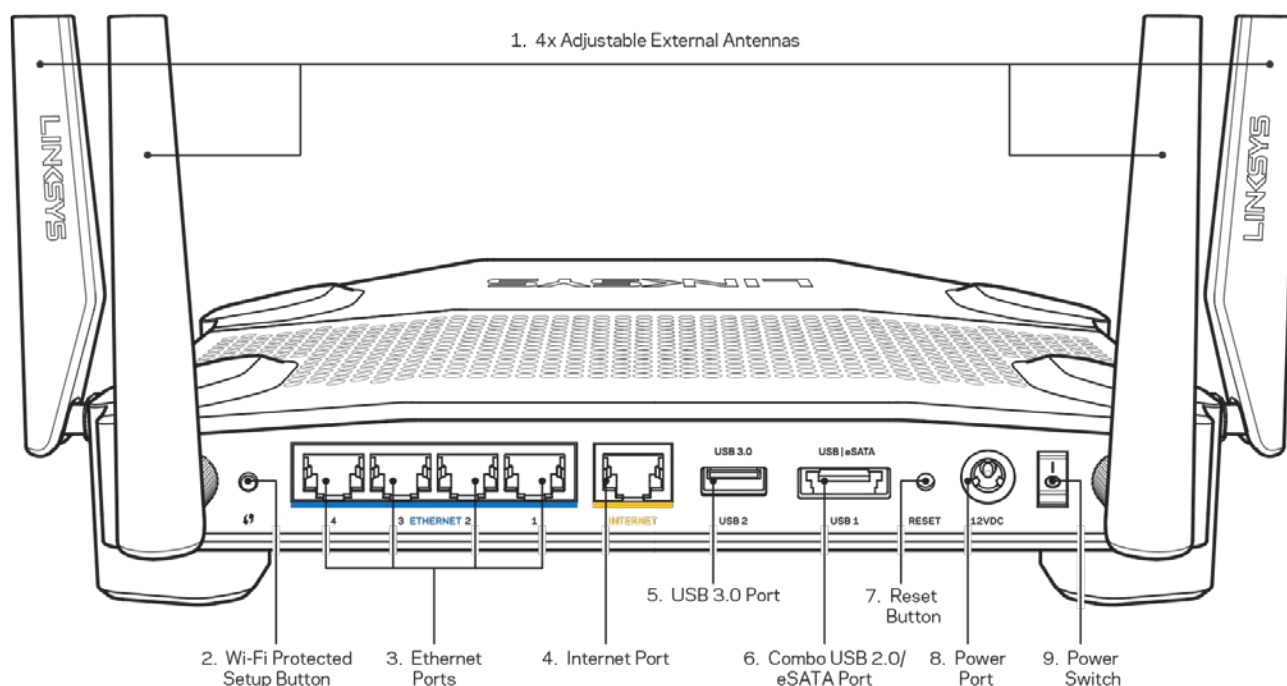 1. 4x Adjustable External Antennas
LINKSYS
LINKSYS
LINKSYS
USB 3.0
USB | eSATA
4
3
ETHERNET
2
1
INTERNET
USB 2
USB 1
RESET
12VDC
5. USB 3.0 Port
7. Reset
Button
2. Wi-Fi Protected
Setup Button
3. Ethernet
Ports
4. Internet Port
6. Combo USB 2.0/
eSATA Port
8. Power
Port
9. Power
Switch